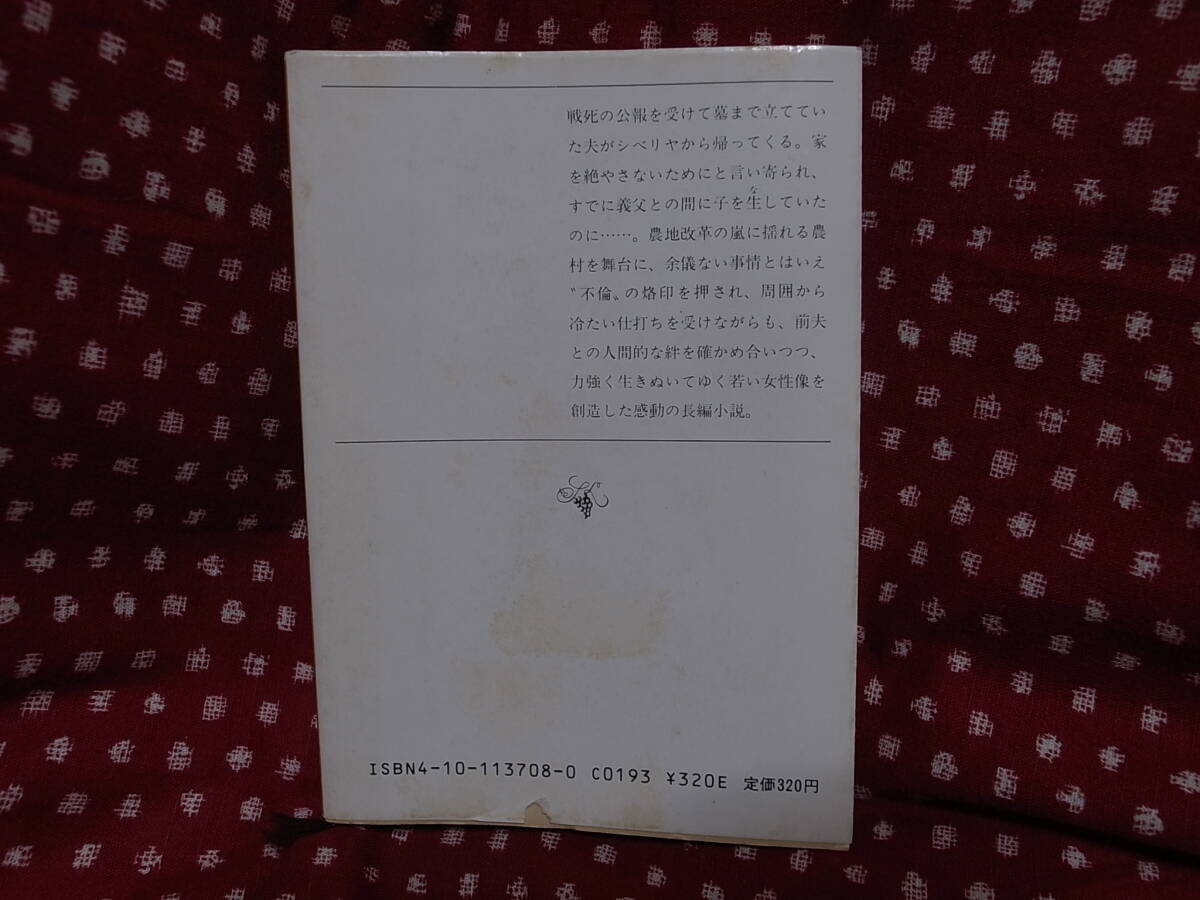 戦死の公報を受けて墓まで立ててい
た夫がシベリヤから帰ってくる。家
を絶やさないためにと言い寄られ、
な
すでに義父との間に子を生していた
のに……。農地改革の嵐に揺れる農
村を舞台に、余儀ない事情とはいえ
〝不倫〟の烙印を押され、周囲から
冷たい仕打ちを受けながらも、前夫
との人間的な絆を確かめ合いつつ、
力強く生きぬいてゆく若い女性像を
創造した感動の長編小説。
ISBN4-10-113708-0 C0193 ¥320E 定価320円